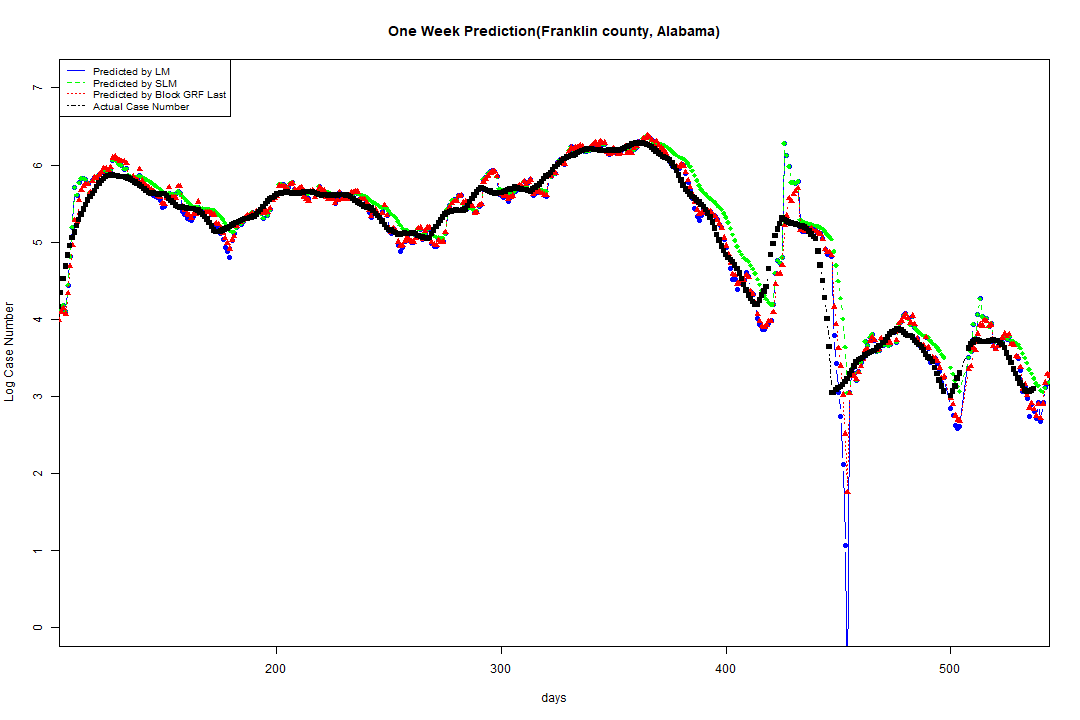 One Week Prediction(Franklin county, Alabama)
Predicted by LM
Predicted by SLM
Predicted by Block GRF Last
Actual Case Number
7
6
5
4
3
2
1
0
Log Case Number
200 300 400 500
days